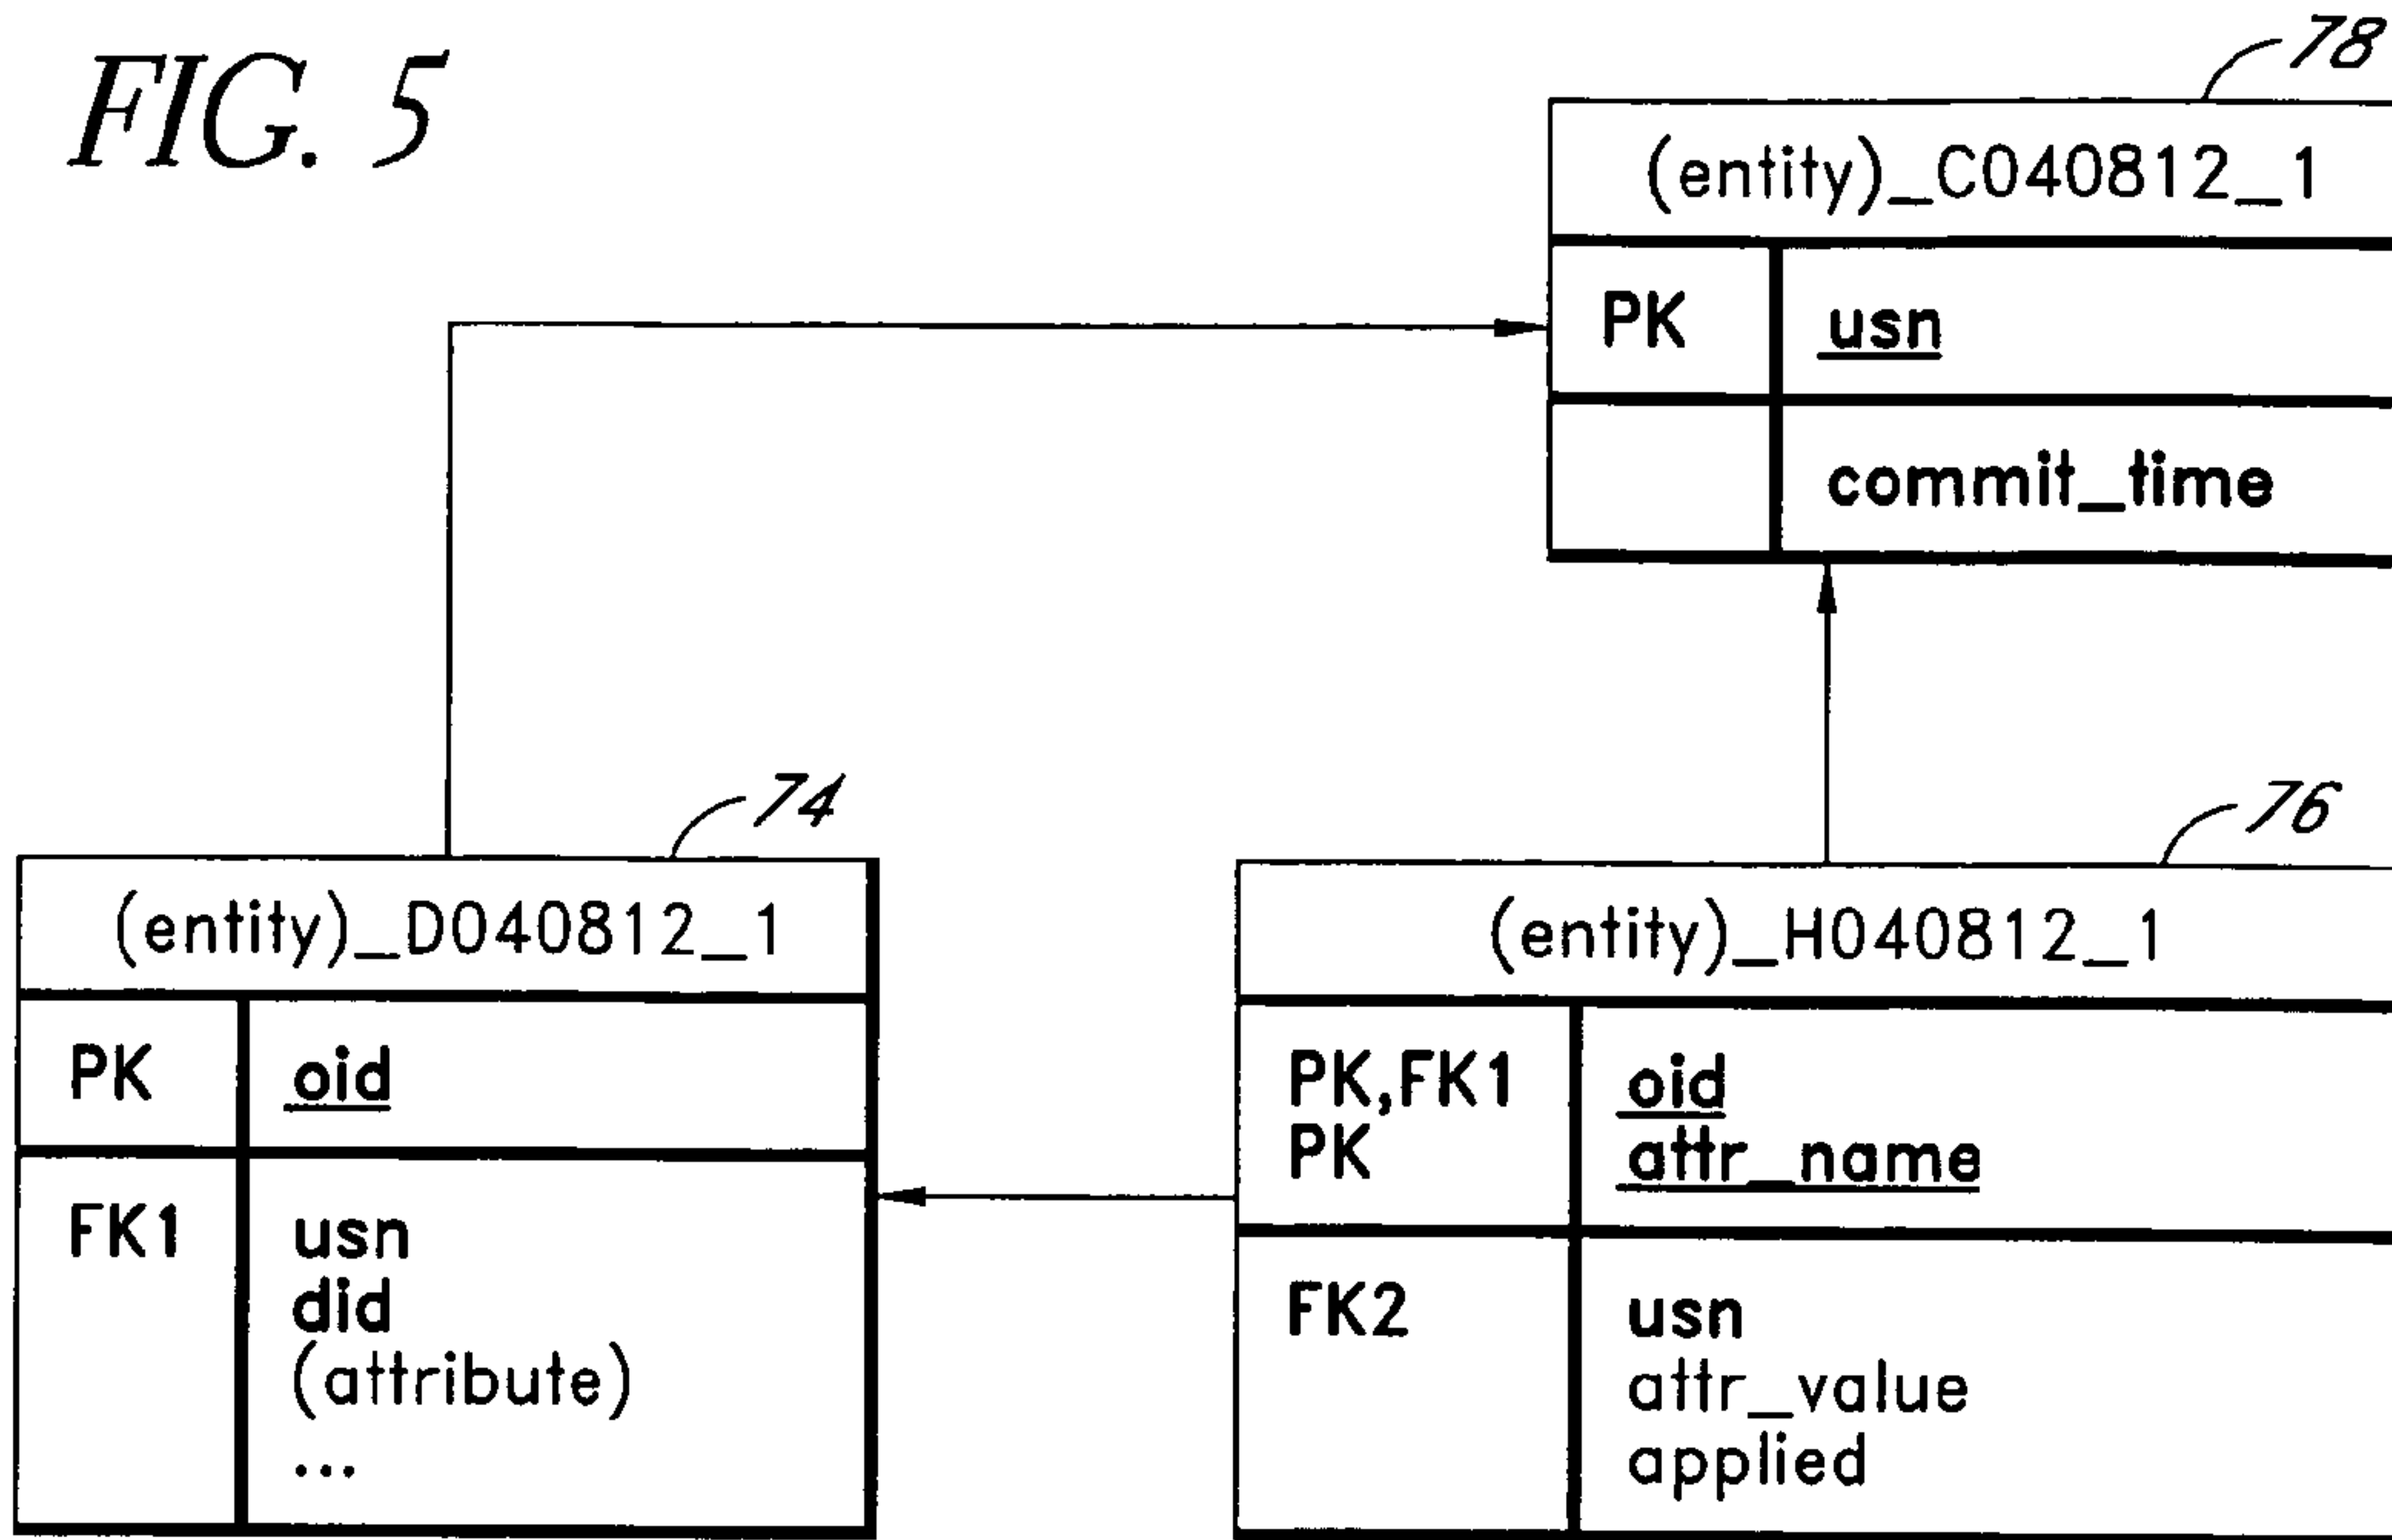 FIG. 5
78
(entity)_C040812_1
PK usn
commit_time
74
(entity)_D040812_1
PK oid
FK1 usn
did
(attribute)
...
76
(entity)_H040812_1
PK,FK1 oid
PK attr_name
FK2 usn
attr_value
applied